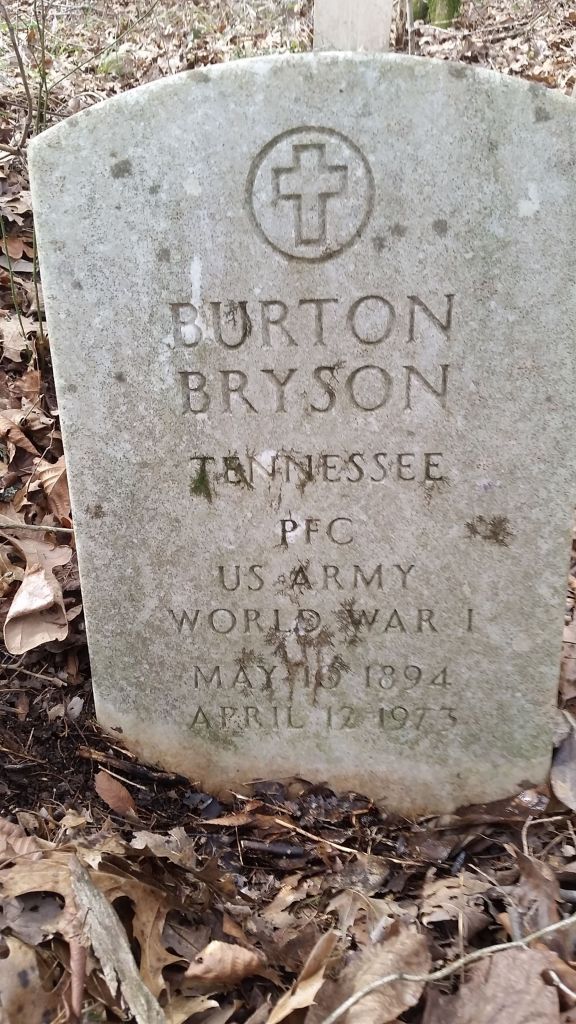 BURTON
BRYSON
TENNESSEE
PFC
US ARMY
WORLD WAR I
MAY 10 1894
APRIL 12 1973